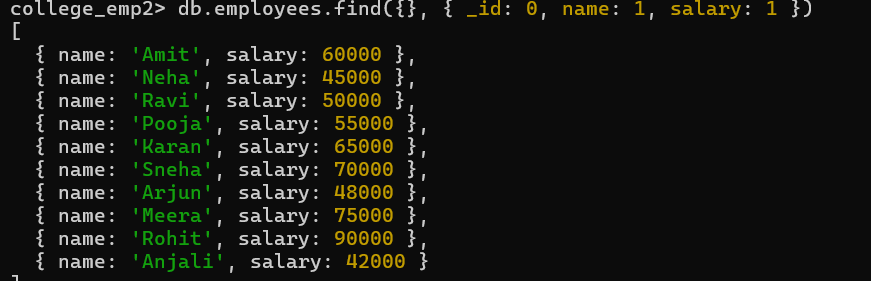 college_emp2> db.employees.find({}, { _id: 0, name: 1, salary: 1 })
[
  { name: 'Amit', salary: 60000 },
  { name: 'Neha', salary: 45000 },
  { name: 'Ravi', salary: 50000 },
  { name: 'Pooja', salary: 55000 },
  { name: 'Karan', salary: 65000 },
  { name: 'Sneha', salary: 70000 },
  { name: 'Arjun', salary: 48000 },
  { name: 'Meera', salary: 75000 },
  { name: 'Rohit', salary: 90000 },
  { name: 'Anjali', salary: 42000 }
]